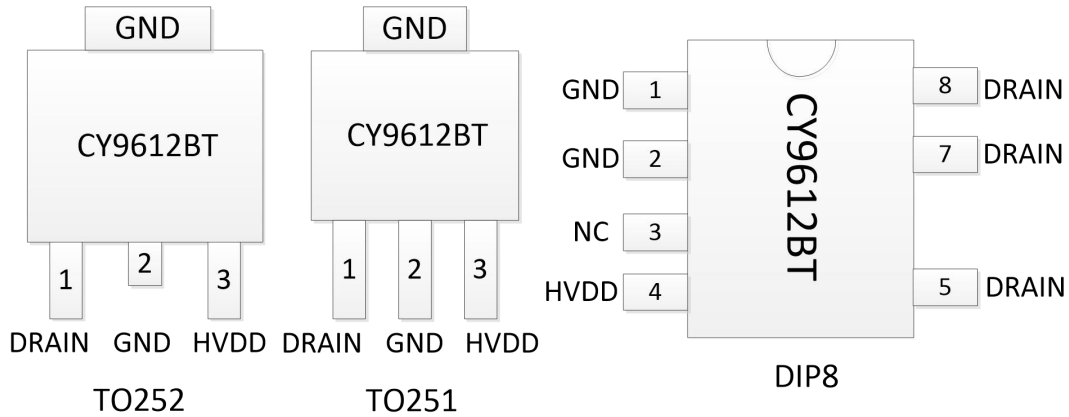 GND
CY9612BT
1
2
3
DRAIN GND HVDD
TO252
GND
CY9612BT
1
2
3
DRAIN GND HVDD
TO251
GND 1
GND 2
NC 3
HVDD 4
CY9612BT
8 DRAIN
7 DRAIN
5 DRAIN
DIP8